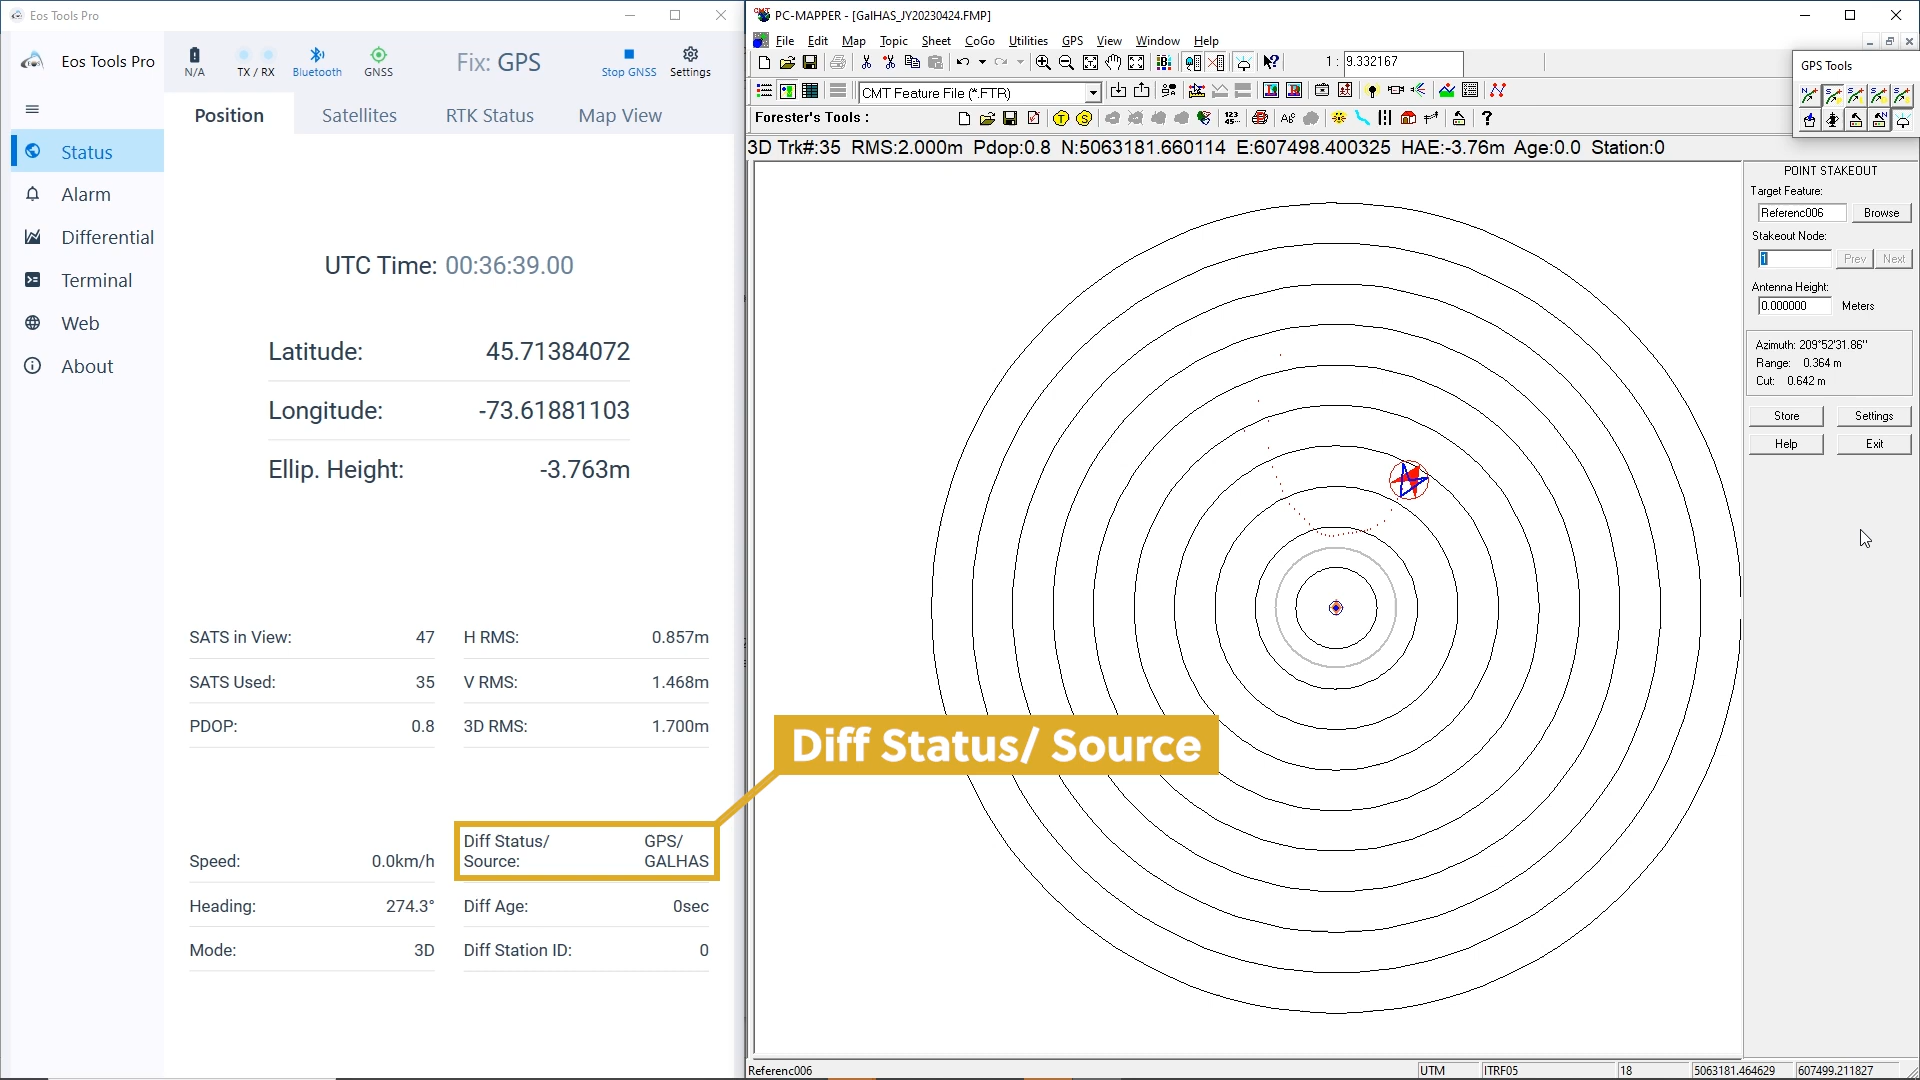 Eos Tools Pro
Eos Tools Pro
N/A
TX / RX
Bluetooth
GNSS
Fix: GPS
Stop GNSS
Settings
Position
Satellites
RTK Status
Map View
Status
Alarm
Differential
Terminal
Web
About
UTC Time: 00:36:39.00
Latitude: 45.71384072
Longitude: -73.61881103
Ellip. Height: -3.763m
SATS in View: 47
H RMS: 0.857m
SATS Used: 35
V RMS: 1.468m
PDOP: 0.8
3D RMS: 1.700m
Speed: 0.0km/h
Diff Status/ GPS/
Source: GALHAS
Heading: 274.3°
Diff Age: 0sec
Mode: 3D
Diff Station ID: 0
Diff Status/ Source
PC-MAPPER - [GalHAS_JY20230424.FMP]
File Edit Map Topic Sheet CoGo Utilities GPS View Window Help
1 : 9.332167
CMT Feature File (*.FTR)
Forester's Tools :
3D Trk#:35 RMS:2.000m Pdop:0.8 N:5063181.660114 E:607498.400325 HAE:-3.76m Age:0.0 Station:0
GPS Tools
POINT STAKEOUT
Target Feature:
Referenc006 Browse
Stakeout Node:
1 Prev Next
Antenna Height:
0.000000 Meters
Azimuth: 209°52'31.86"
Range: 0.364 m
Cut: 0.642 m
Store Settings
Help Exit
Referenc006
UTM
ITRF05
18
5063181.464629
607499.211827